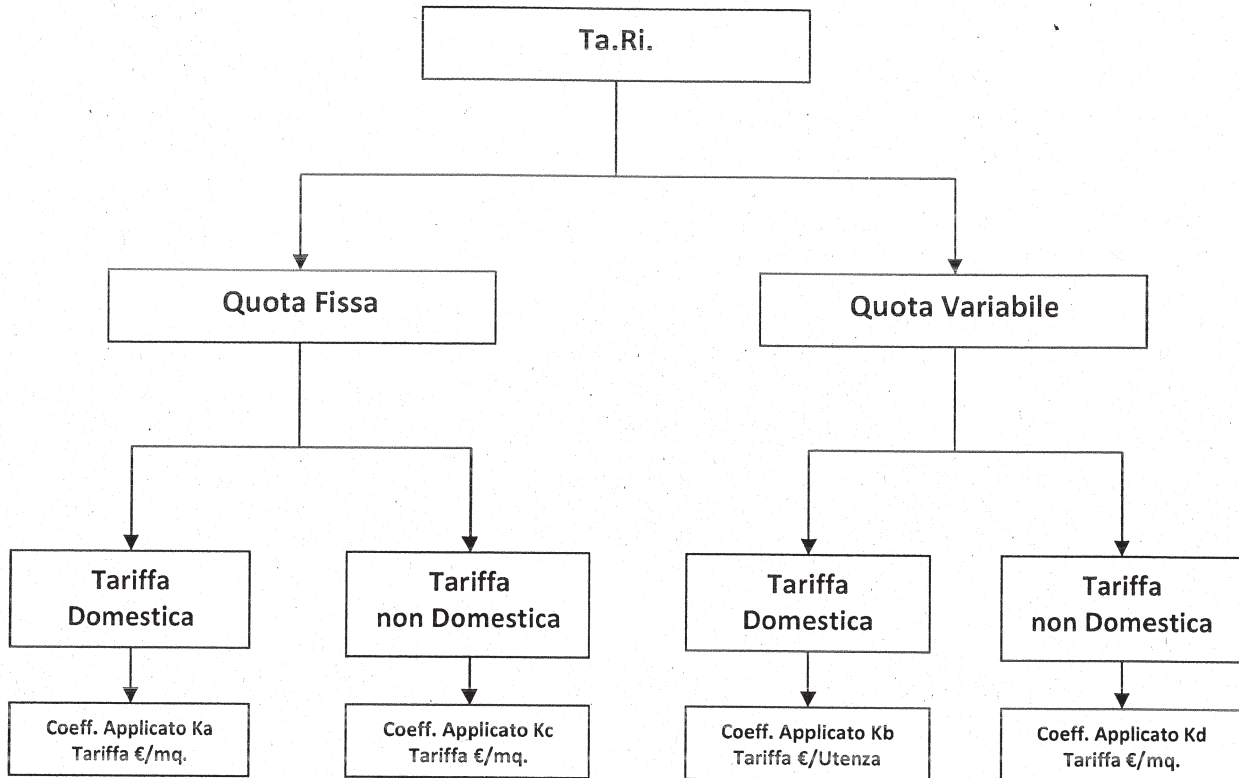 Ta.Ri.
Quota Fissa
Quota Variabile
Tariffa
Domestica
Tariffa
non Domestica
Tariffa
Domestica
Tariffa
non Domestica
Coeff. Applicato Ka
Tariffa €/mq.
Coeff. Applicato Kc
Tariffa €/mq.
Coeff. Applicato Kb
Tariffa €/Utenza
Coeff. Applicato Kd
Tariffa €/mq.